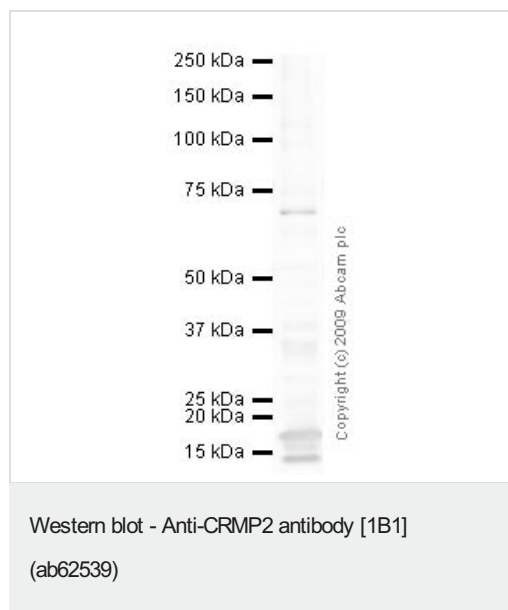 250 kDa
150 kDa
100 kDa
75 kDa
50 kDa
37 kDa
25 kDa
20 kDa
15 kDa
Copyright (c) 2009 Abcam plc
Western blot - Anti-CRMP2 antibody [1B1]
(ab62539)